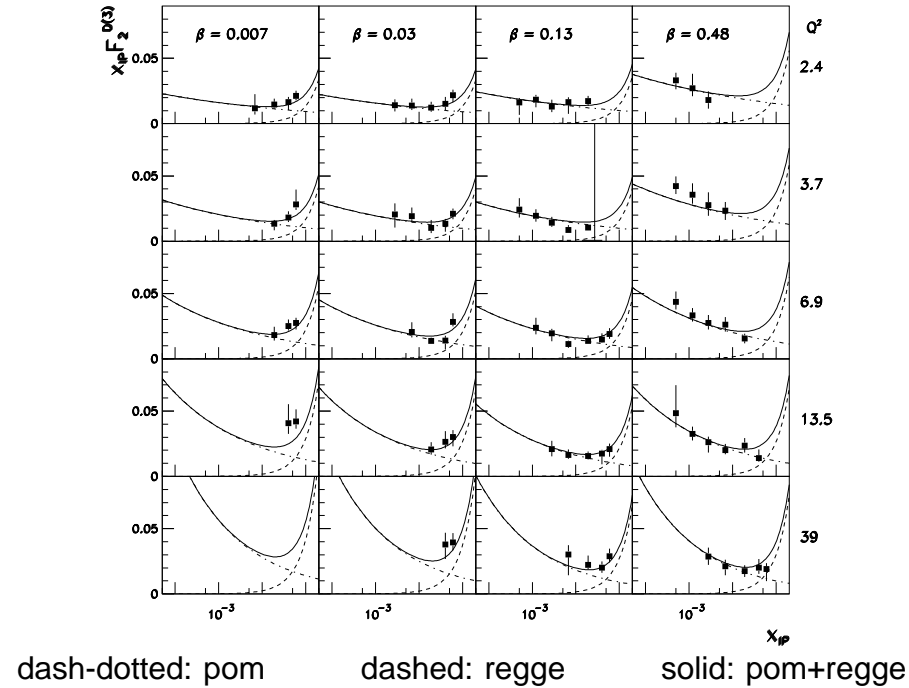 x_IP F_2^D(3)
β = 0.007 β = 0.03 β = 0.13 β = 0.48 Q²
0.05 2.4
0
0.05 3.7
0
0.05 6.9
0
0.05 13.5
0
0.05 39
0
10⁻³ 10⁻³ 10⁻³ 10⁻³
x_IP
dash-dotted: pom dashed: regge solid: pom+regge